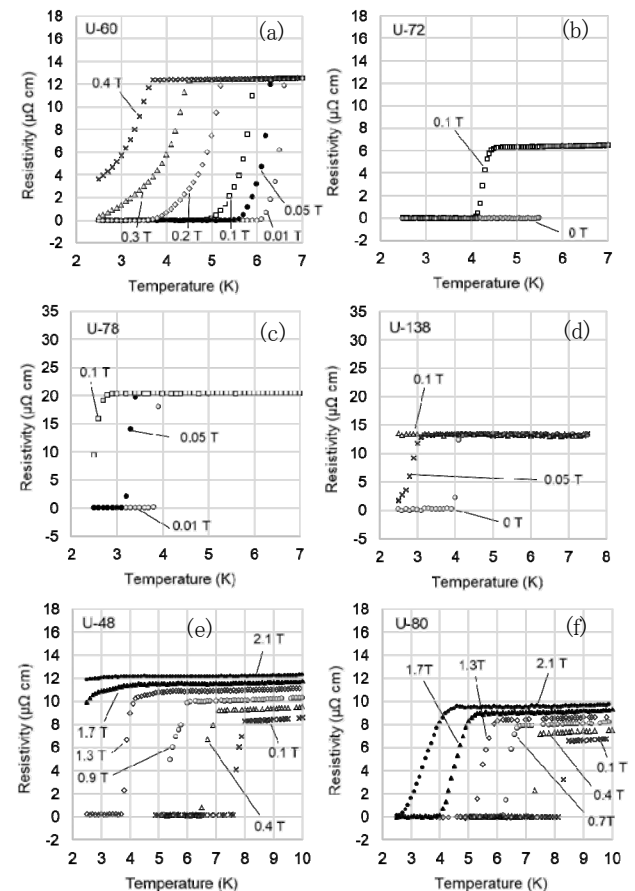 U-60 (a)
Resistivity (μΩ cm)
14
12
10
8
6
4
2
0
-2
0.4 T
0.3 T
0.2 T
0.1 T
0.01 T
0.05 T
2 3 4 5 6 7
Temperature (K)
U-72 (b)
Resistivity (μΩ cm)
14
12
10
8
6
4
2
0
-2
0.1 T
0 T
2 3 4 5 6 7
Temperature (K)
U-78 (c)
Resistivity (μΩ cm)
35
30
25
20
15
10
5
0
-5
0.1 T
0.05 T
0.01 T
2 3 4 5 6 7
Temperature (K)
U-138 (d)
Resistivity (μΩ cm)
35
30
25
20
15
10
5
0
-5
0.1 T
0.05 T
0 T
2 3 4 5 6 7 8
Temperature (K)
U-48 (e)
Resistivity (μΩ cm)
18
16
14
12
10
8
6
4
2
0
-2
2.1 T
1.7 T
1.3 T
0.9 T
0.1 T
0.4 T
2 3 4 5 6 7 8 9 10
Temperature (K)
U-80 (f)
Resistivity (μΩ cm)
18
16
14
12
10
8
6
4
2
0
-2
1.7T
1.3T
2.1 T
0.1 T
0.4 T
0.7T
2 3 4 5 6 7 8 9 10
Temperature (K)